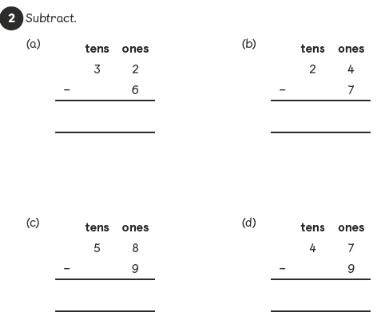 2 Subtract.
(a) tens ones
3 2
- 6
(b) tens ones
2 4
- 7
(c) tens ones
5 8
- 9
(d) tens ones
4 7
- 9